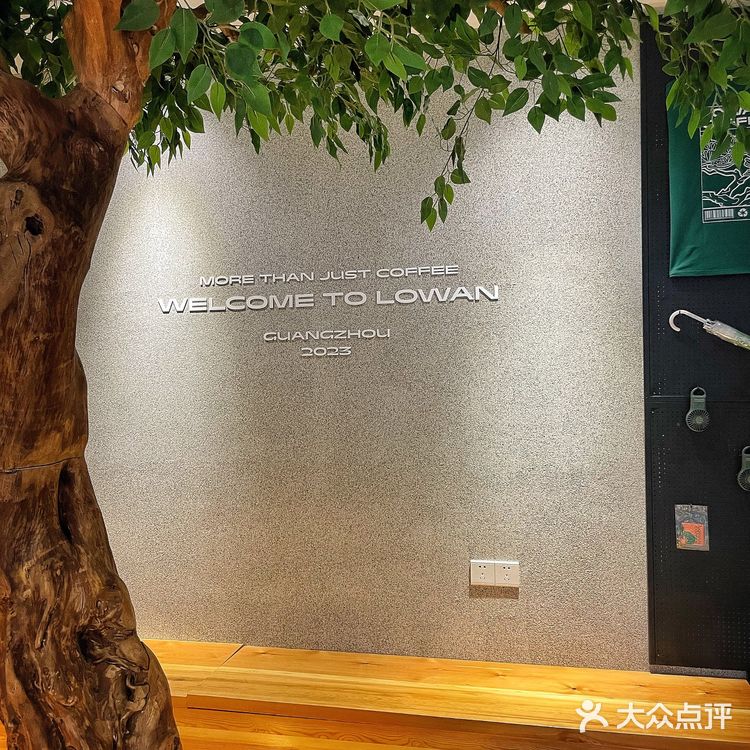 MORE THAN JUST COFFEE
WELCOME TO LOWAN
GUANGZHOU
2023
大众点评